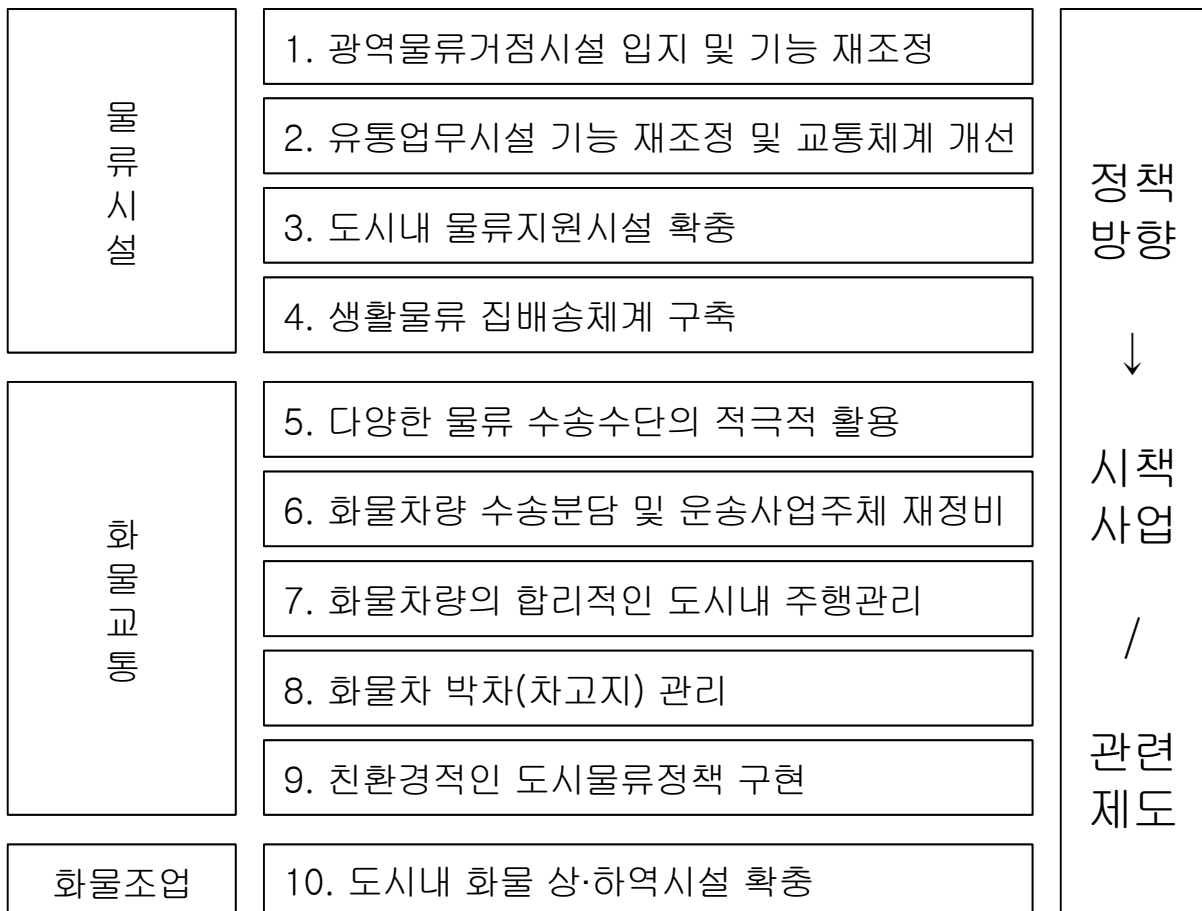 물류시설
1. 광역물류거점시설 입지 및 기능 재조정
2. 유통업무시설 기능 재조정 및 교통체계 개선
3. 도시내 물류지원시설 확충
4. 생활물류 집배송체계 구축
화물교통
5. 다양한 물류 수송수단의 적극적 활용
6. 화물차량 수송분담 및 운송사업주체 재정비
7. 화물차량의 합리적인 도시내 주행관리
8. 화물차 박차(차고지) 관리
9. 친환경적인 도시물류정책 구현
화물조업
10. 도시내 화물 상·하역시설 확충
정책
방향
↓
시책
사업
/
관련
제도